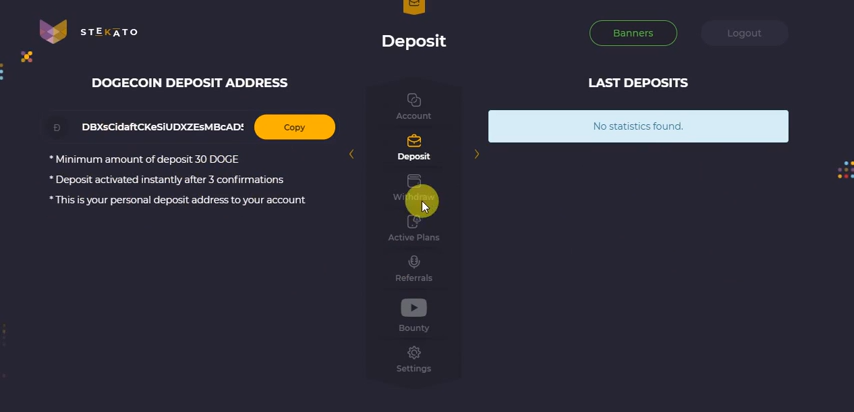 STEKATO
Deposit
Banners
Logout
DOGECOIN DEPOSIT ADDRESS
Đ DBXsCidaftCKeSiUDXZEsMBcAD
Copy
* Minimum amount of deposit 30 DOGE
* Deposit activated instantly after 3 confirmations
* This is your personal deposit address to your account
Account
Deposit
Withdraw
Active Plans
Referrals
Bounty
Settings
LAST DEPOSITS
No statistics found.